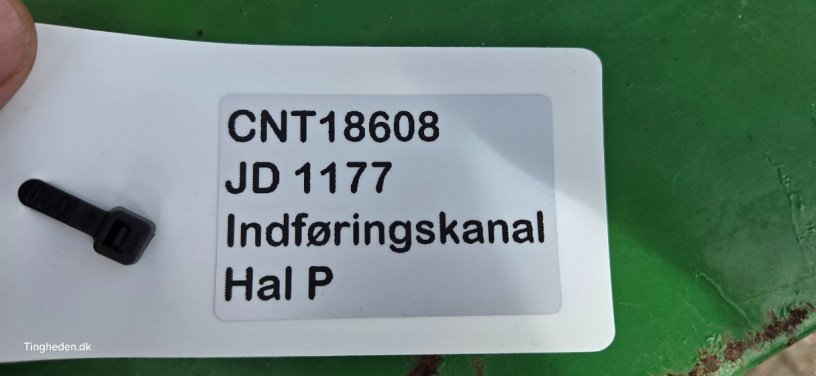 CNT18608
JD 1177
Indføringskanal
Hal P
Tingheden.dk